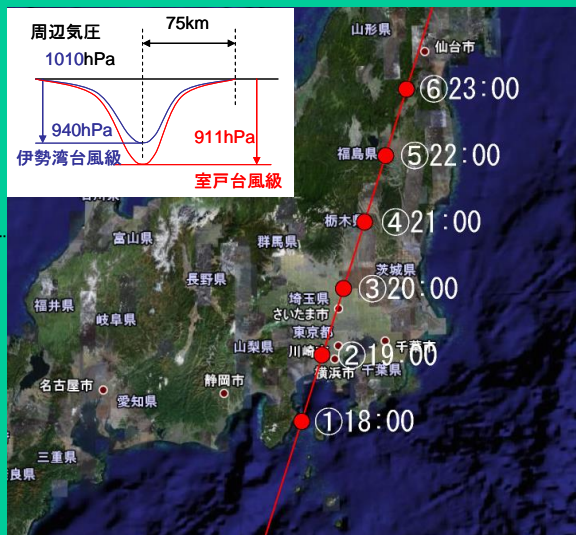 75km
周辺気圧
1010hPa
940hPa
伊勢湾台風級
911hPa
室戸台風級
山形県
仙台市
⑥23:00
福島県
⑤22:00
栃木県
④21:00
富山県
群馬県
茨城県
長野県
③20:00
福井県
埼玉県
さいたま市
岐阜県
東京都
山梨県
川崎
②19:00
千葉市
横浜市
千葉県
名古屋市
静岡市
愛知県
①18:00
三重県
良県